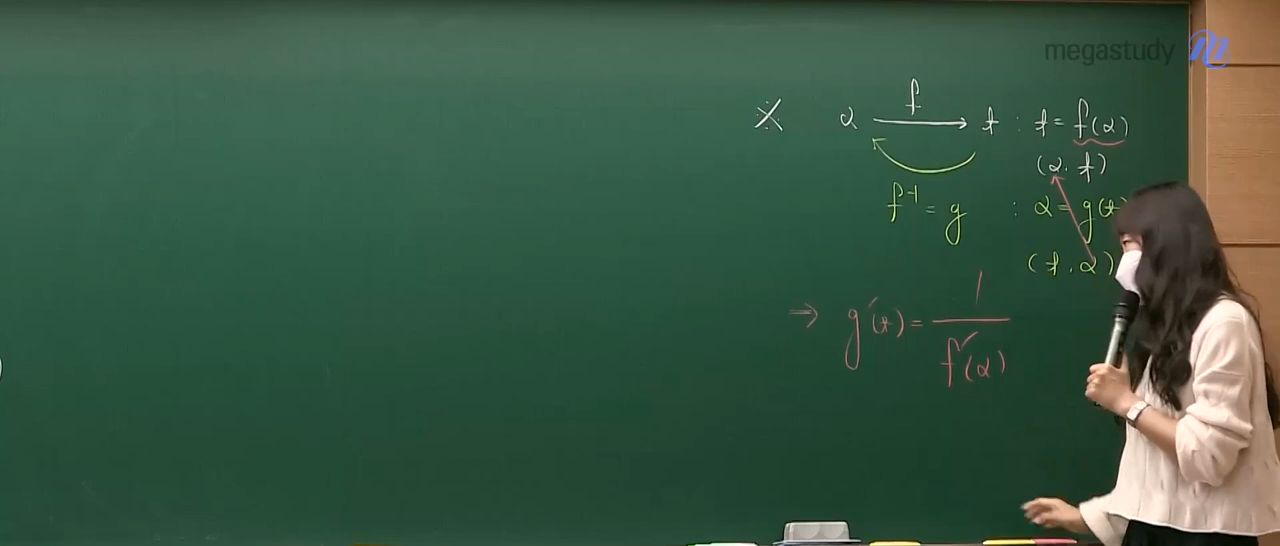 megastudy
※ α f→ t : t = f(α)
(α, t)
f⁻¹ = g : α = g(t)
(t, α)
⇒ g′(t) = 1/f′(α)